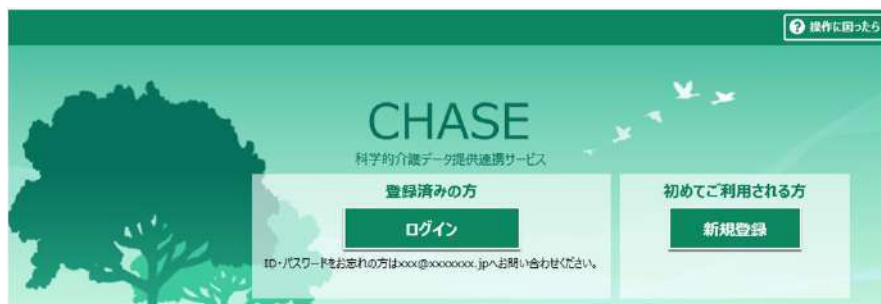 操作に困ったら
CHASE
科学的介護データ提供連携サービス
登録済みの方
ログイン
ID・パスワードをお忘れの方はxxx@xxxxxxx.jpへお問い合わせください。
初めてご利用される方
新規登録